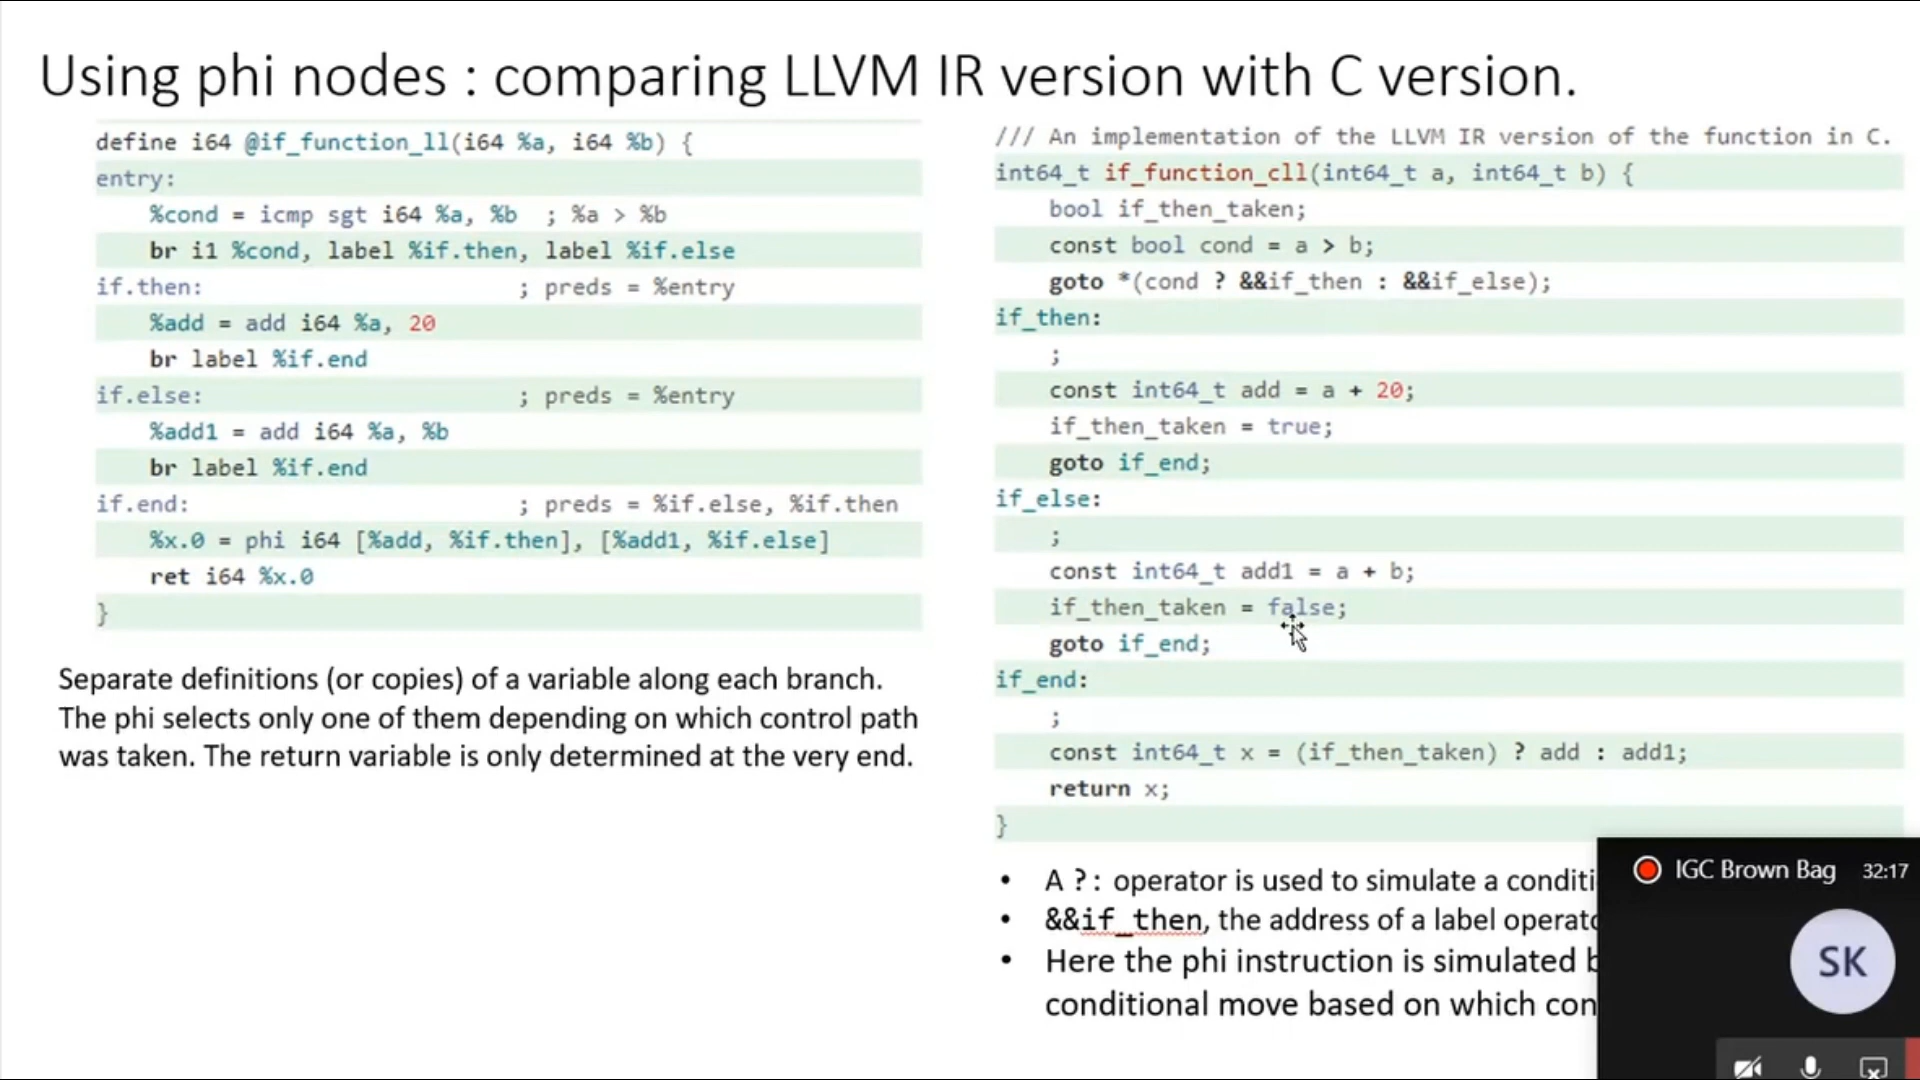 Using phi nodes : comparing LLVM IR version with C version.
define i64 @if_function_ll(i64 %a, i64 %b) {
entry:
    %cond = icmp sgt i64 %a, %b  ; %a > %b
    br i1 %cond, label %if.then, label %if.else
if.then:                       ; preds = %entry
    %add = add i64 %a, 20
    br label %if.end
if.else:                       ; preds = %entry
    %add1 = add i64 %a, %b
    br label %if.end
if.end:                        ; preds = %if.else, %if.then
    %x.0 = phi i64 [%add, %if.then], [%add1, %if.else]
    ret i64 %x.0
}
Separate definitions (or copies) of a variable along each branch.
The phi selects only one of them depending on which control path
was taken. The return variable is only determined at the very end.
/// An implementation of the LLVM IR version of the function in C.
int64_t if_function_cll(int64_t a, int64_t b) {
    bool if_then_taken;
    const bool cond = a > b;
    goto *(cond ? &&if_then : &&if_else);
if_then:
    ;
    const int64_t add = a + 20;
    if_then_taken = true;
    goto if_end;
if_else:
    ;
    const int64_t add1 = a + b;
    if_then_taken = false;
    goto if_end;
if_end:
    ;
    const int64_t x = (if_then_taken) ? add : add1;
    return x;
}
• A ?: operator is used to simulate a
• &&if_then, the address of a label
• Here the phi instruction is simulated
conditional move based on which
IGC Brown Bag 32:17
SK